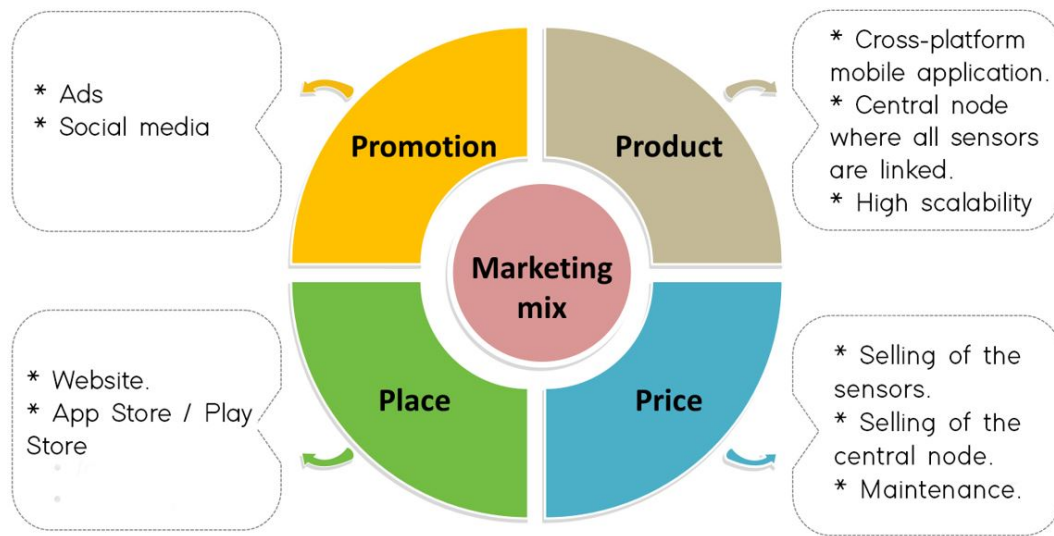 * Ads
* Social media
Promotion
Product
* Cross-platform
mobile application.
* Central node
where all sensors
are linked.
* High scalability
Marketing
mix
* Website.
* App Store / Play
Store
Place
Price
* Selling of the
sensors.
* Selling of the
central node.
* Maintenance.